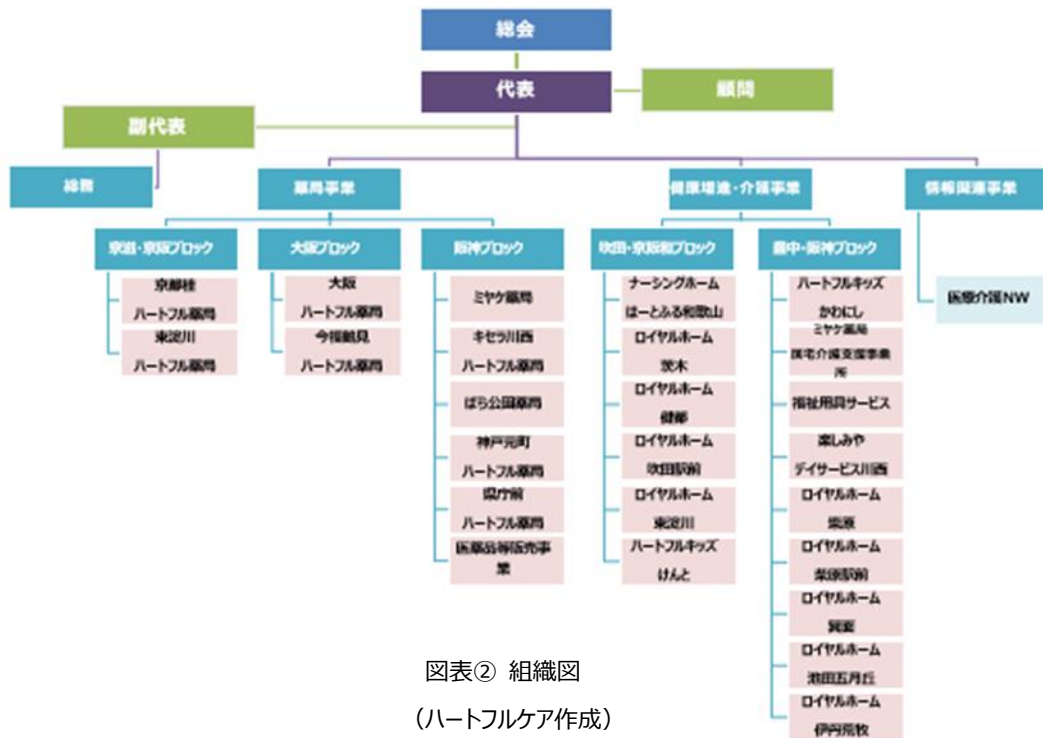 総会
代表
顧問
副代表
総務
薬局事業
健康増進・介護事業
情報関連事業
京滋・京阪ブロック
大阪ブロック
阪神ブロック
吹田・京阪和ブロック
豊中・阪神ブロック
京都桂
ハートフル薬局
東淀川
ハートフル薬局
大阪
ハートフル薬局
今福鶴見
ハートフル薬局
ミヤケ薬局
キセラ川西
ハートフル薬局
ばら公園薬局
神戸元町
ハートフル薬局
県庁前
ハートフル薬局
医薬品等販売事
業
ナーシングホーム
はーとふる和歌山
ロイヤルホーム
茨木
ロイヤルホーム
健都
ロイヤルホーム
吹田駅前
ロイヤルホーム
東淀川
ハートフルキッズ
けんと
ハートフルキッズ
かわにし
ミヤケ薬局
居宅介護支援事業
所
福祉用具サービス
楽しみや
デイサービス川西
ロイヤルホーム
柴原
ロイヤルホーム
柴原駅前
ロイヤルホーム
箕面
ロイヤルホーム
池田五月丘
ロイヤルホーム
伊丹荒牧
医療介護NW
図表② 組織図
(ハートフルケア作成)